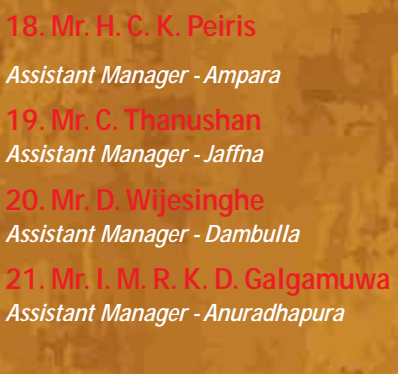 18. Mr. H. C. K. Peiris
Assistant Manager - Ampara
19. Mr. C. Thanushan
Assistant Manager - Jaffna
20. Mr. D. Wijesinghe
Assistant Manager - Dambulla
21. Mr. I. M. R. K. D. Galgamuwa
Assistant Manager - Anuradhapura